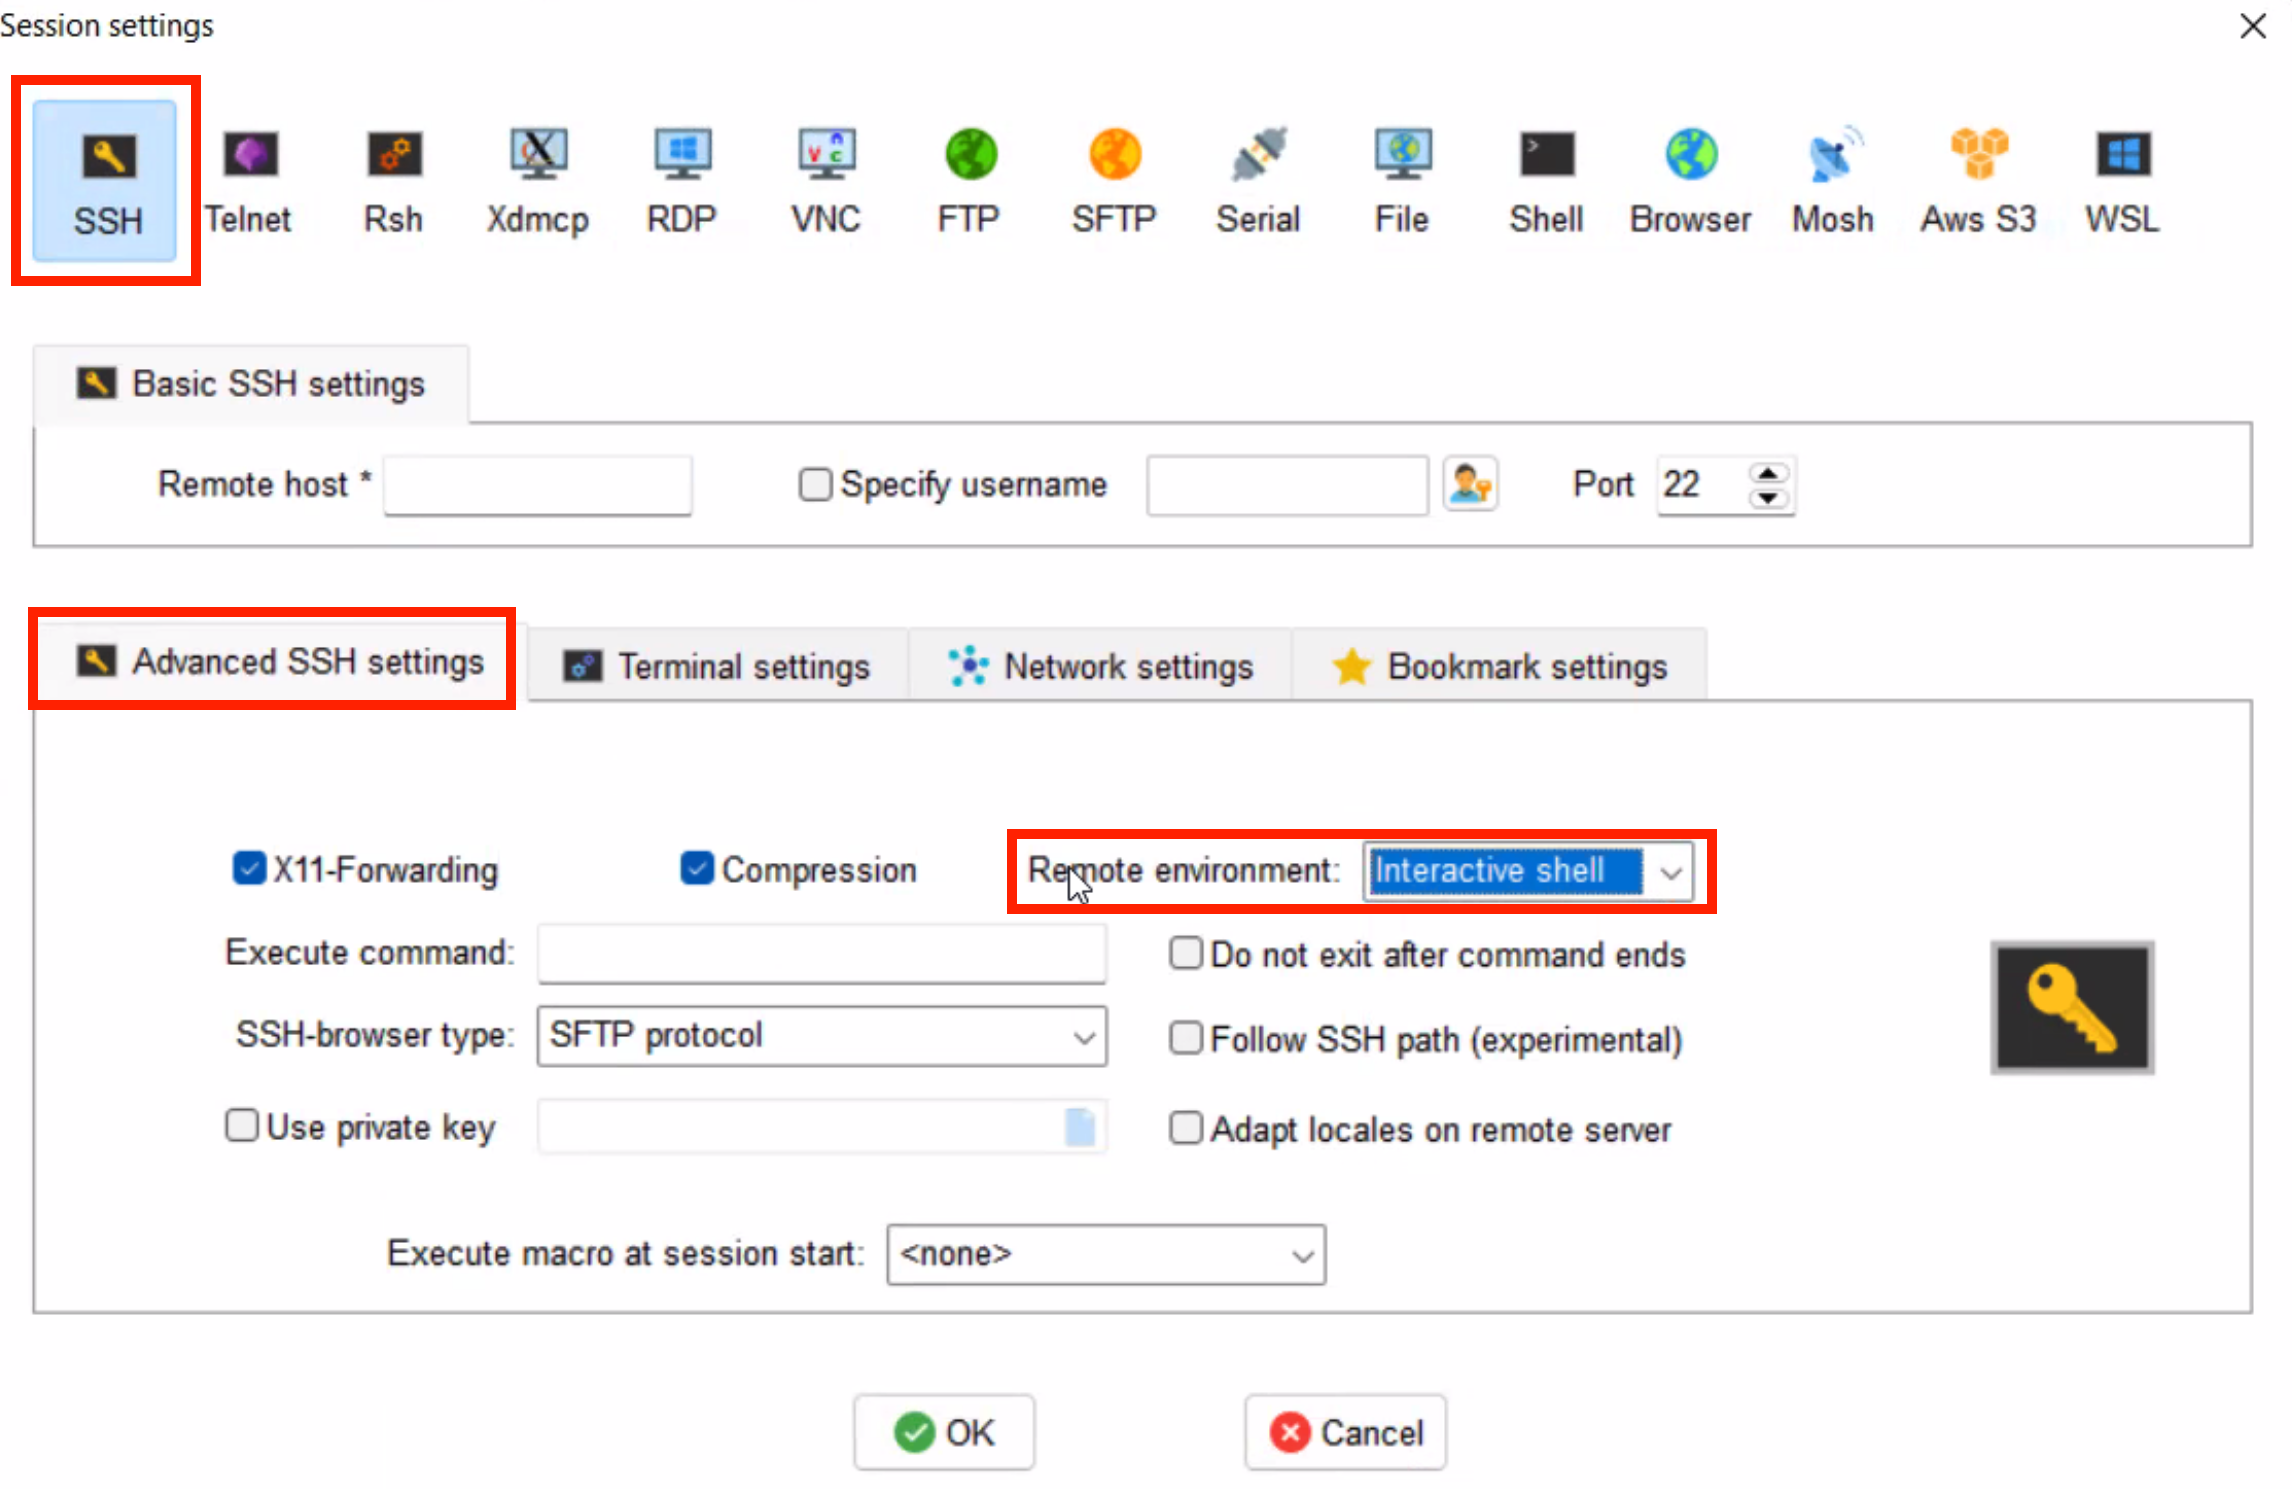 Session settings
SSH Telnet Rsh Xdmcp RDP VNC FTP SFTP Serial File Shell Browser Mosh Aws S3 WSL
Basic SSH settings
Remote host * Specify username Port 22
Advanced SSH settings Terminal settings Network settings Bookmark settings
X11-Forwarding Compression Remote environment: Interactive shell
Execute command: Do not exit after command ends
SSH-browser type: SFTP protocol Follow SSH path (experimental)
Use private key Adapt locales on remote server
Execute macro at session start: <none>
OK Cancel